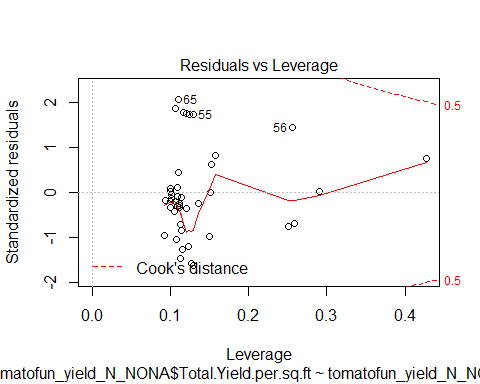 Residuals vs Leverage
Standardized residuals
2
1
0
-1
-2
65
55
56
0.5
0.5
Cook's distance
0.0 0.1 0.2 0.3 0.4
Leverage
matofun_yield_N_NONA$Total.Yield.per.sq.ft ~ tomatofun_yield_N_NO